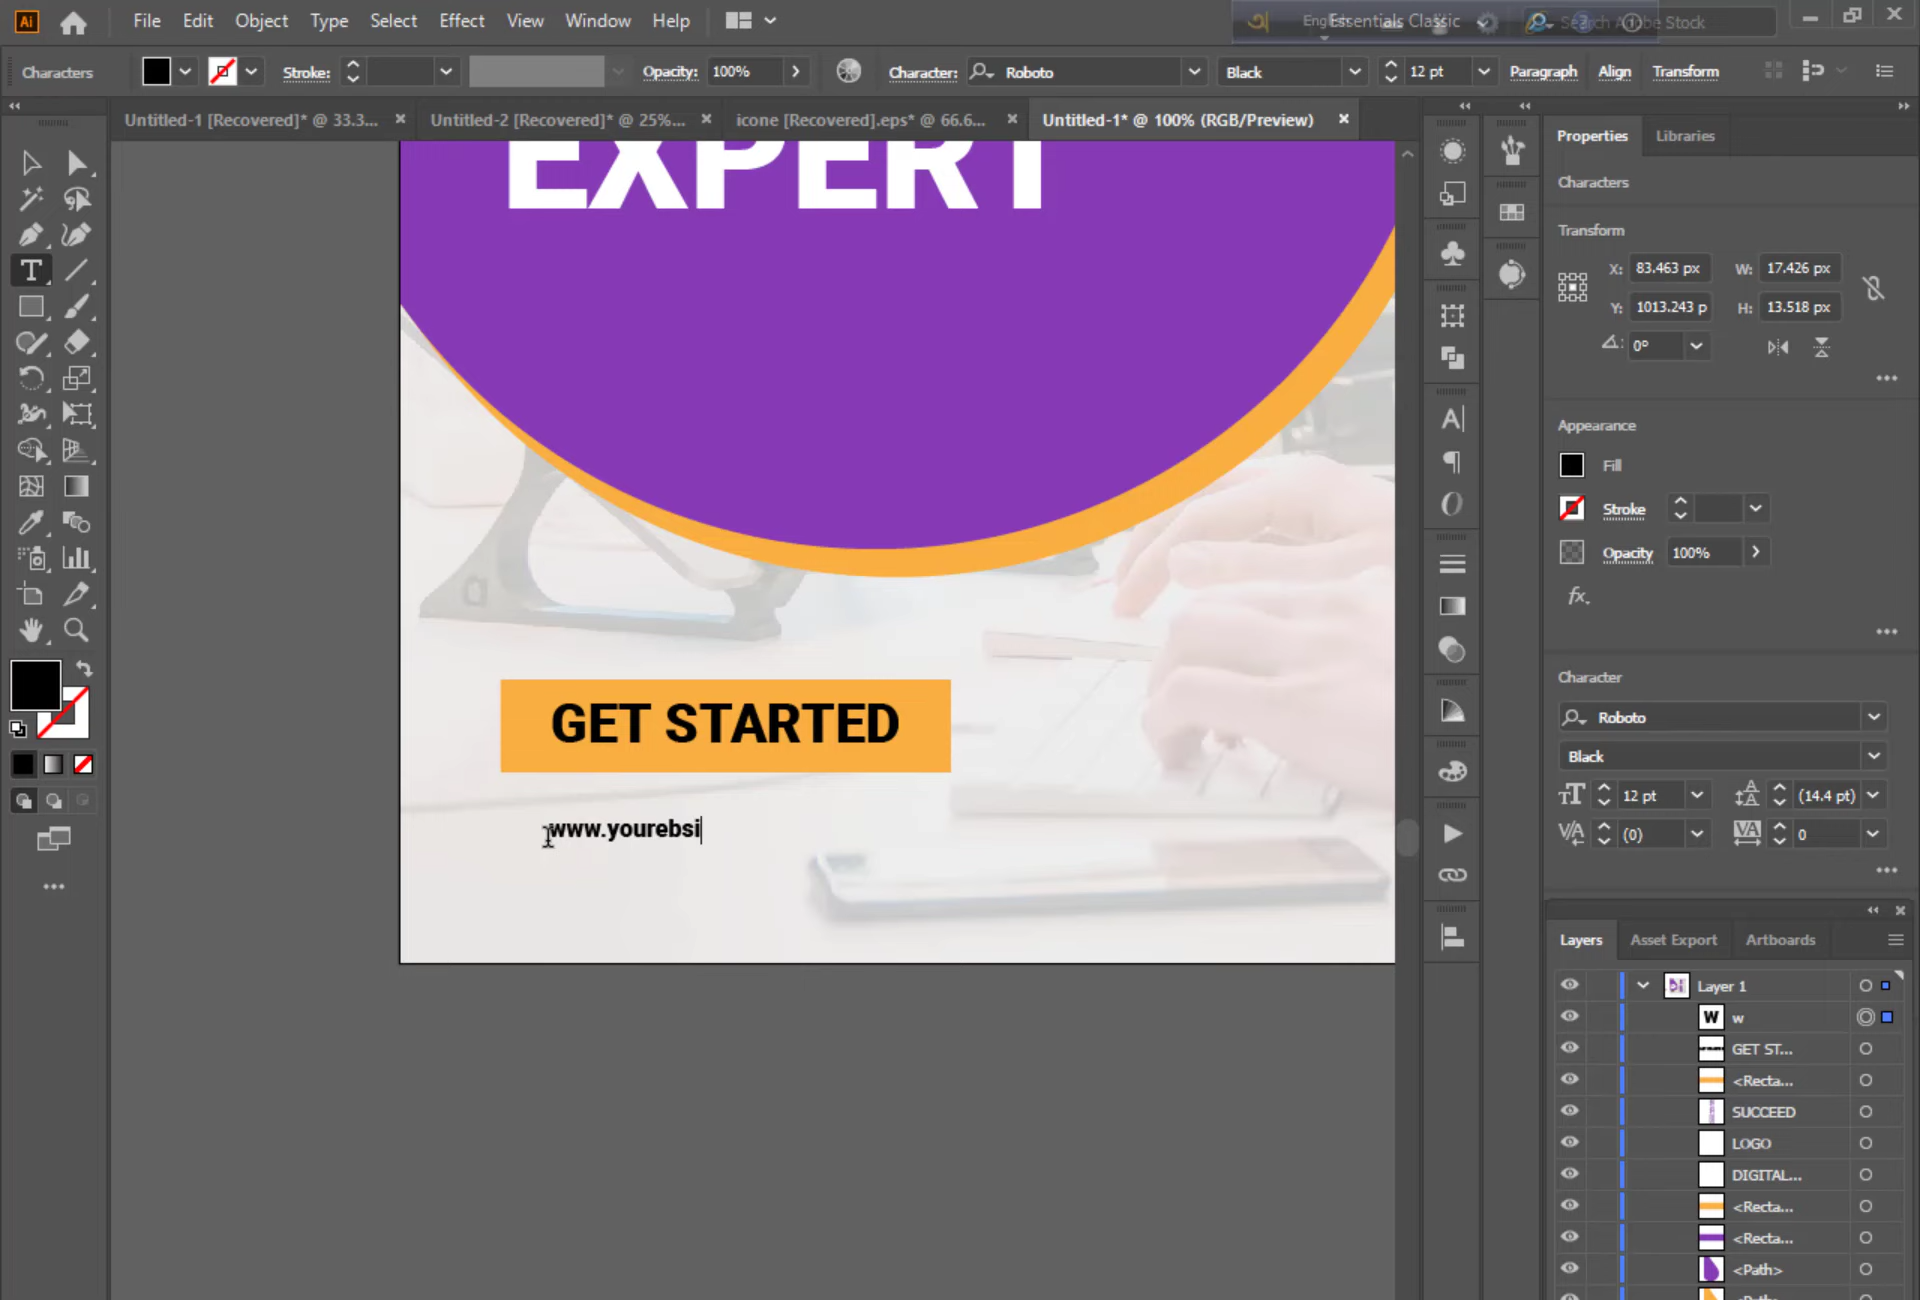 Ai File Edit Object Type Select Effect View Window Help Essentials Classic
Characters Stroke: Opacity: 100% Character: Roboto Black 12 pt Paragraph Align Transform
Untitled-1 [Recovered]* @ 33.3... × Untitled-2 [Recovered]* @ 25%... × icone [Recovered].eps* @ 66.6... × Untitled-1* @ 100% (RGB/Preview) ×
EXPERT
GET STARTED
www.yourebsi
Properties Libraries
Characters
Transform
X: 83.463 px W: 17.426 px
Y: 1013.243 p H: 13.518 px
0°
Appearance
Fill
Stroke
Opacity 100%
fx.
Character
Roboto
Black
12 pt (14.4 pt)
(0) 0
Layers Asset Export Artboards
Layer 1
w
GET ST...
<Recta...
SUCCEED
LOGO
DIGITAL...
<Recta...
<Recta...
<Path>